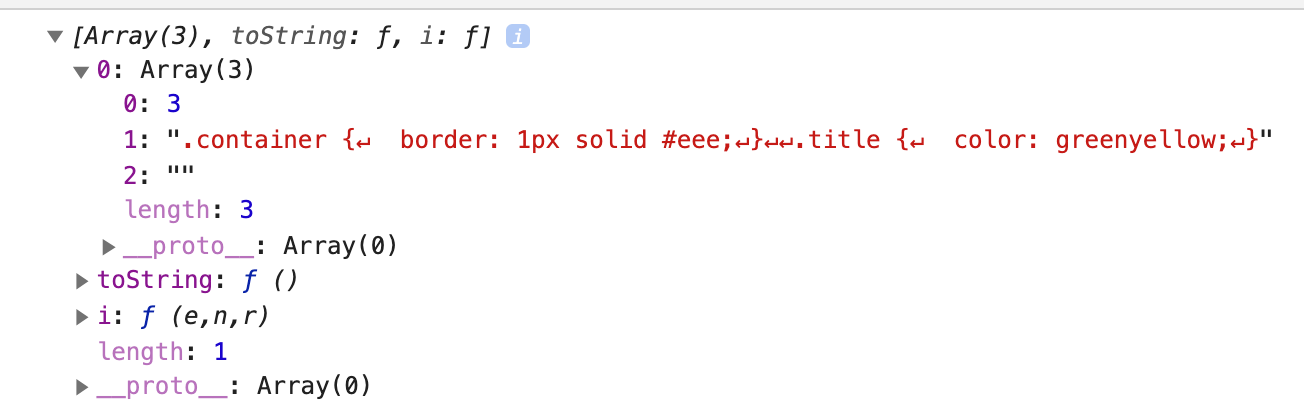 ▼ [Array(3), toString: ƒ, i: ƒ] i
▼ 0: Array(3)
0: 3
1: ".container {↵  border: 1px solid #eee;↵}↵↵.title {↵  color: greenyellow;↵}"
2: ""
length: 3
▶ __proto__: Array(0)
▶ toString: ƒ ()
▶ i: ƒ (e,n,r)
length: 1
▶ __proto__: Array(0)